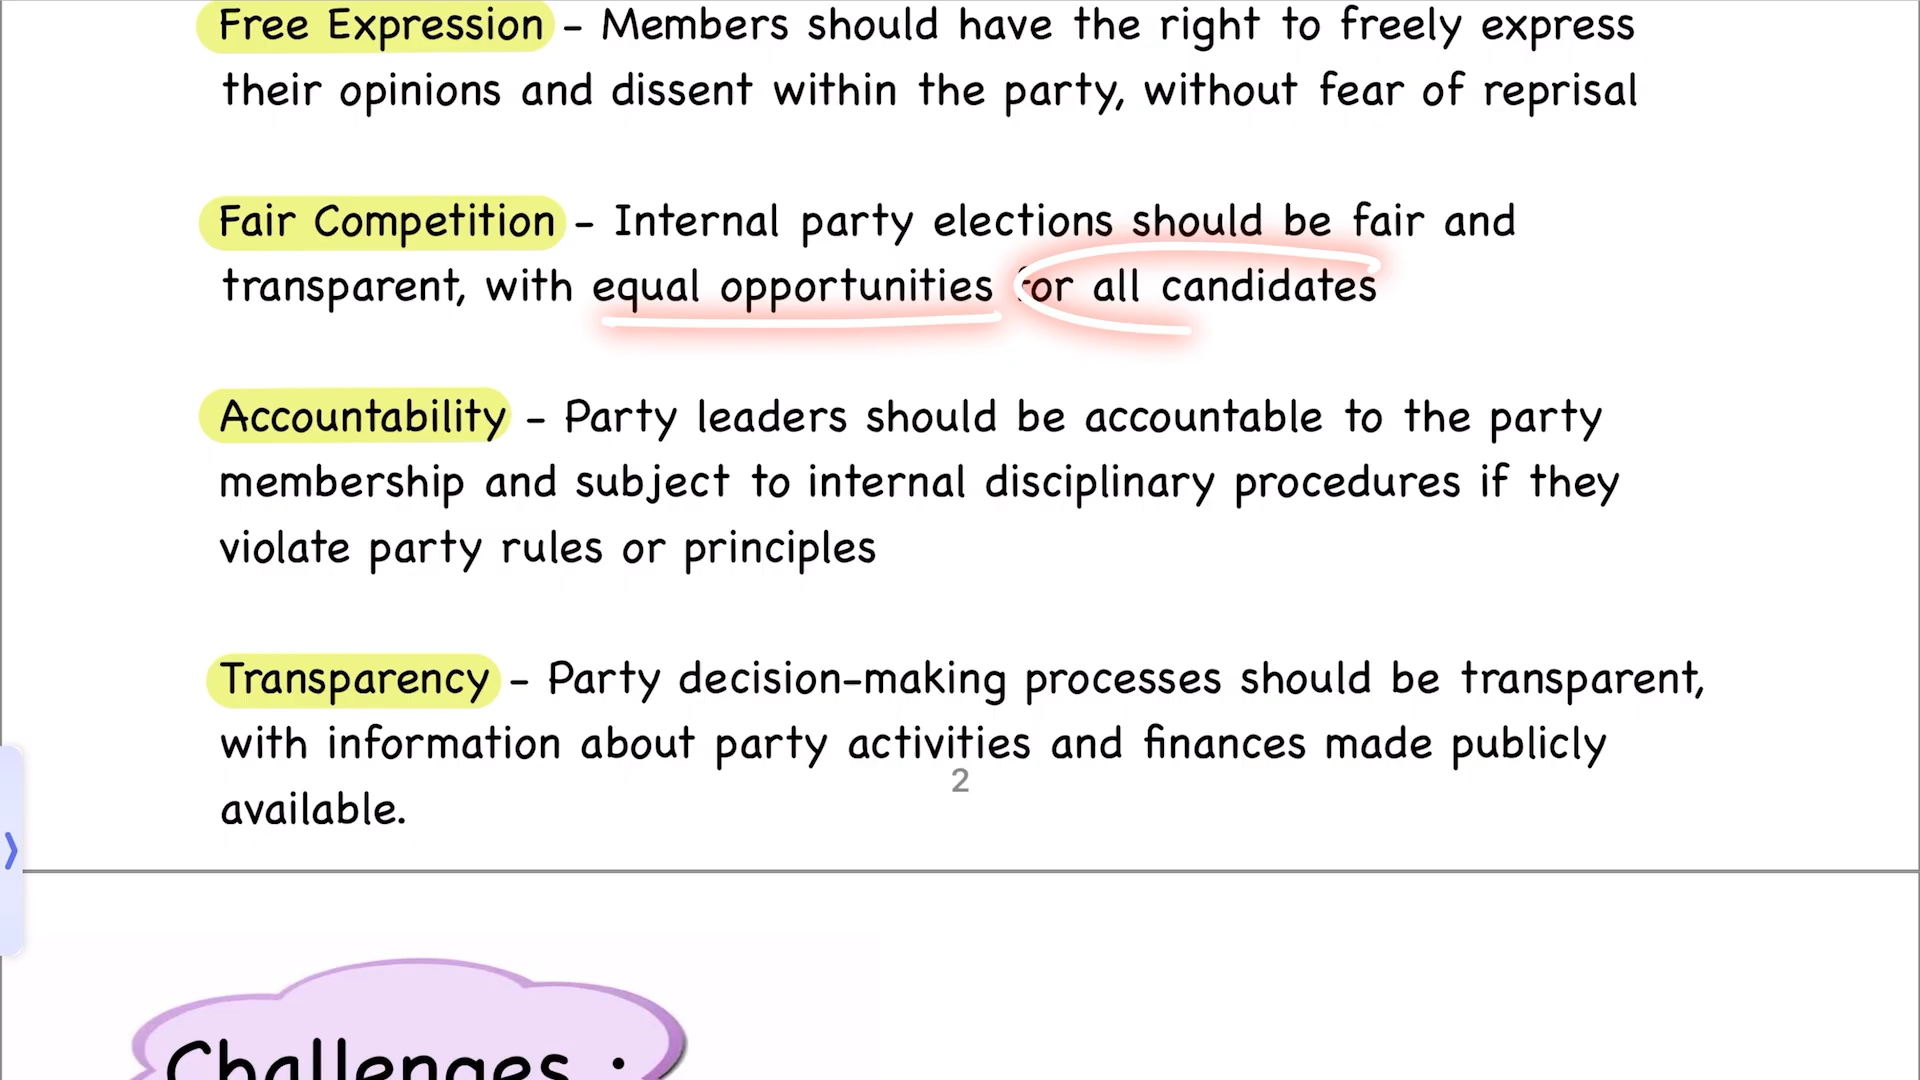 Free Expression - Members should have the right to freely express
their opinions and dissent within the party, without fear of reprisal
Fair Competition - Internal party elections should be fair and
transparent, with equal opportunities for all candidates
Accountability - Party leaders should be accountable to the party
membership and subject to internal disciplinary procedures if they
violate party rules or principles
Transparency - Party decision-making processes should be transparent,
with information about party activities and finances made publicly
2
available.
Challenges :